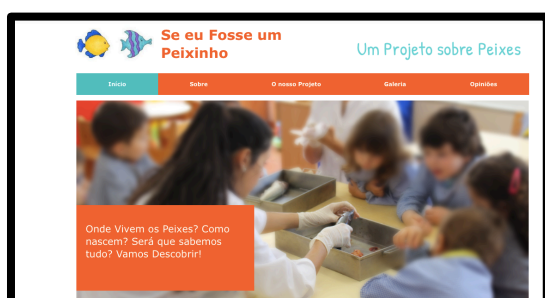 Se eu Fosse um
Peixinho
Um Projeto sobre Peixes
Início
Sobre
O nosso Projeto
Galeria
Opiniões
Onde Vivem os Peixes? Como
nascem? Será que sabemos
tudo? Vamos Descobrir!